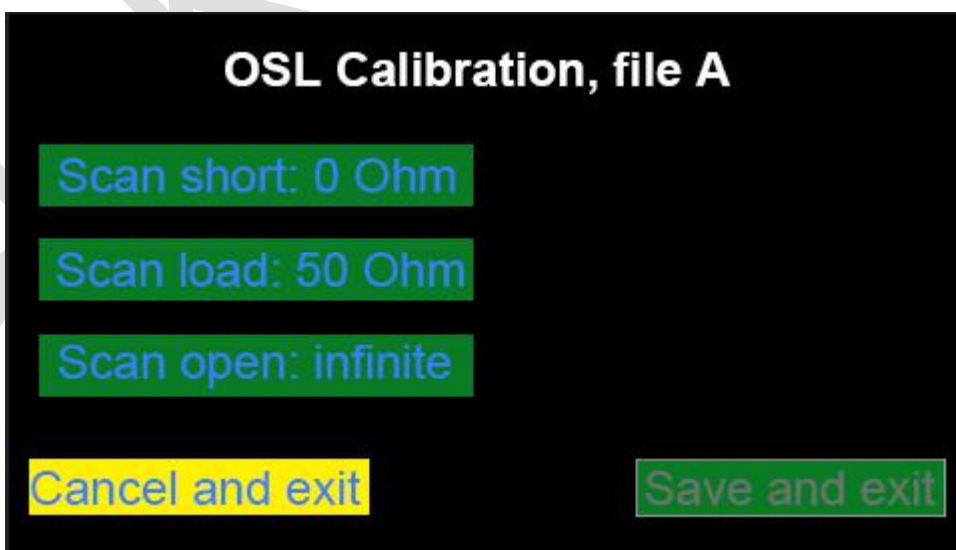 OSL Calibration, file A
Scan short: 0 Ohm
Scan load: 50 Ohm
Scan open: infinite
Cancel and exit
Save and exit